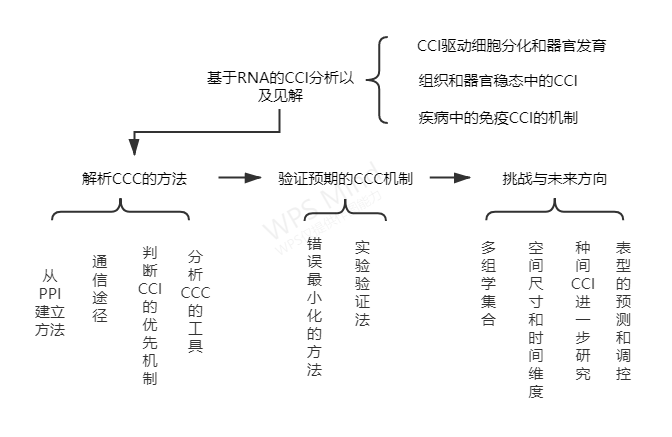 CCI驱动细胞分化和器官发育
基于RNA的CCI分析以
及见解
组织和器官稳态中的CCI
疾病中的免疫CCI的机制
解析CCC的方法
验证预期的CCC机制
挑战与未来方向
从
PPI
建立
方法
通信途径
判断CCI的优先机制
分析CCC的工具
错误最小化的方法
实验验证法
多组学集合
空间尺寸和时间维度
种间CCI进一步研究
表型的预测和调控